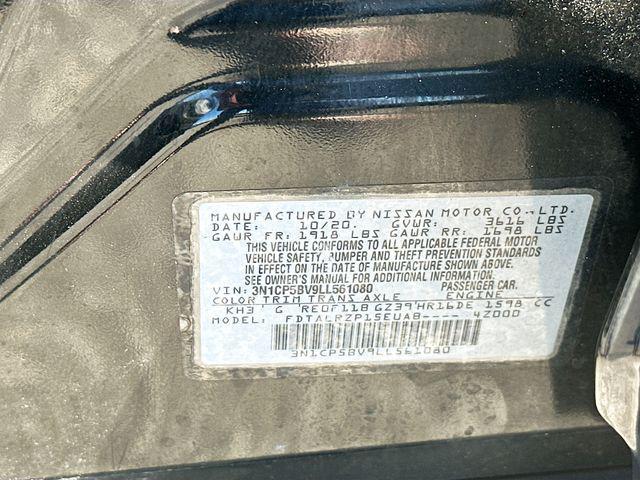 MANUFACTURED BY NISSAN MOTOR CO.,LTD.
DATE: 10/20. GVWR: 3616 LBS
GAWR FR: 1918 LBS GAWR RR: 1698 LBS
THIS VEHICLE CONFORMS TO ALL APPLICABLE FEDERAL MOTOR
VEHICLE SAFETY, BUMPER AND THEFT PREVENTION STANDARDS
IN EFFECT ON THE DATE OF MANUFACTURE SHOWN ABOVE.
SEE OWNER'S MANUAL FOR ADDITIONAL INFORMATION.
VIN: 3N1CP5BV9LL561080 PASSENGER CAR.
COLOR TRIM TRANS AXLE ENGINE
KH3 G RE0F11B GZ39 HR16DE 1598 CC
MODEL: FDTALRZP15EUAB---- 4Z000
3N1CP5BV9LL561080